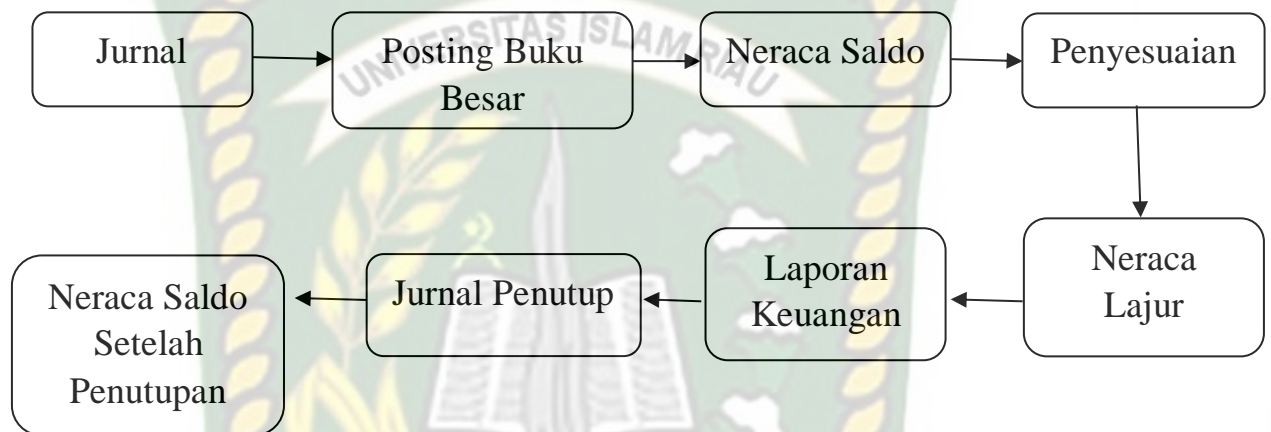 UNIVERSITAS ISLAM RIAU
Jurnal
Posting Buku
Besar
Neraca Saldo
Penyesuaian
Neraca
Lajur
Laporan
Keuangan
Jurnal Penutup
Neraca Saldo
Setelah
Penutupan